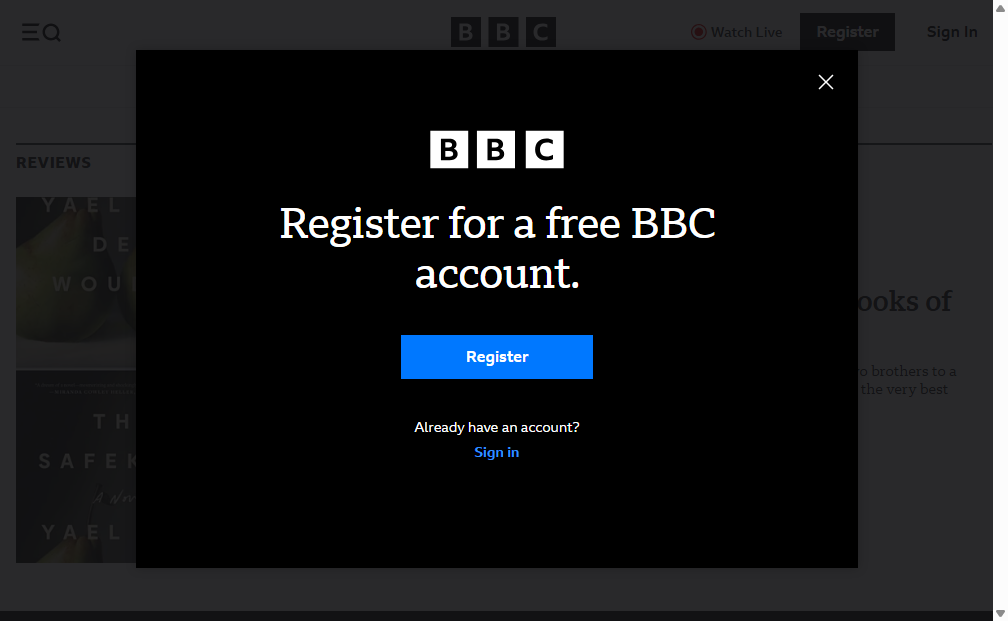 BBC
Watch Live
Register
Sign In
BBC
Register for a free BBC
account.
Register
Already have an account?
Sign in
REVIEWS
YAEL
DE
WOU
TH
SAFEK
YAEL
ooks of
o brothers to a
the very best